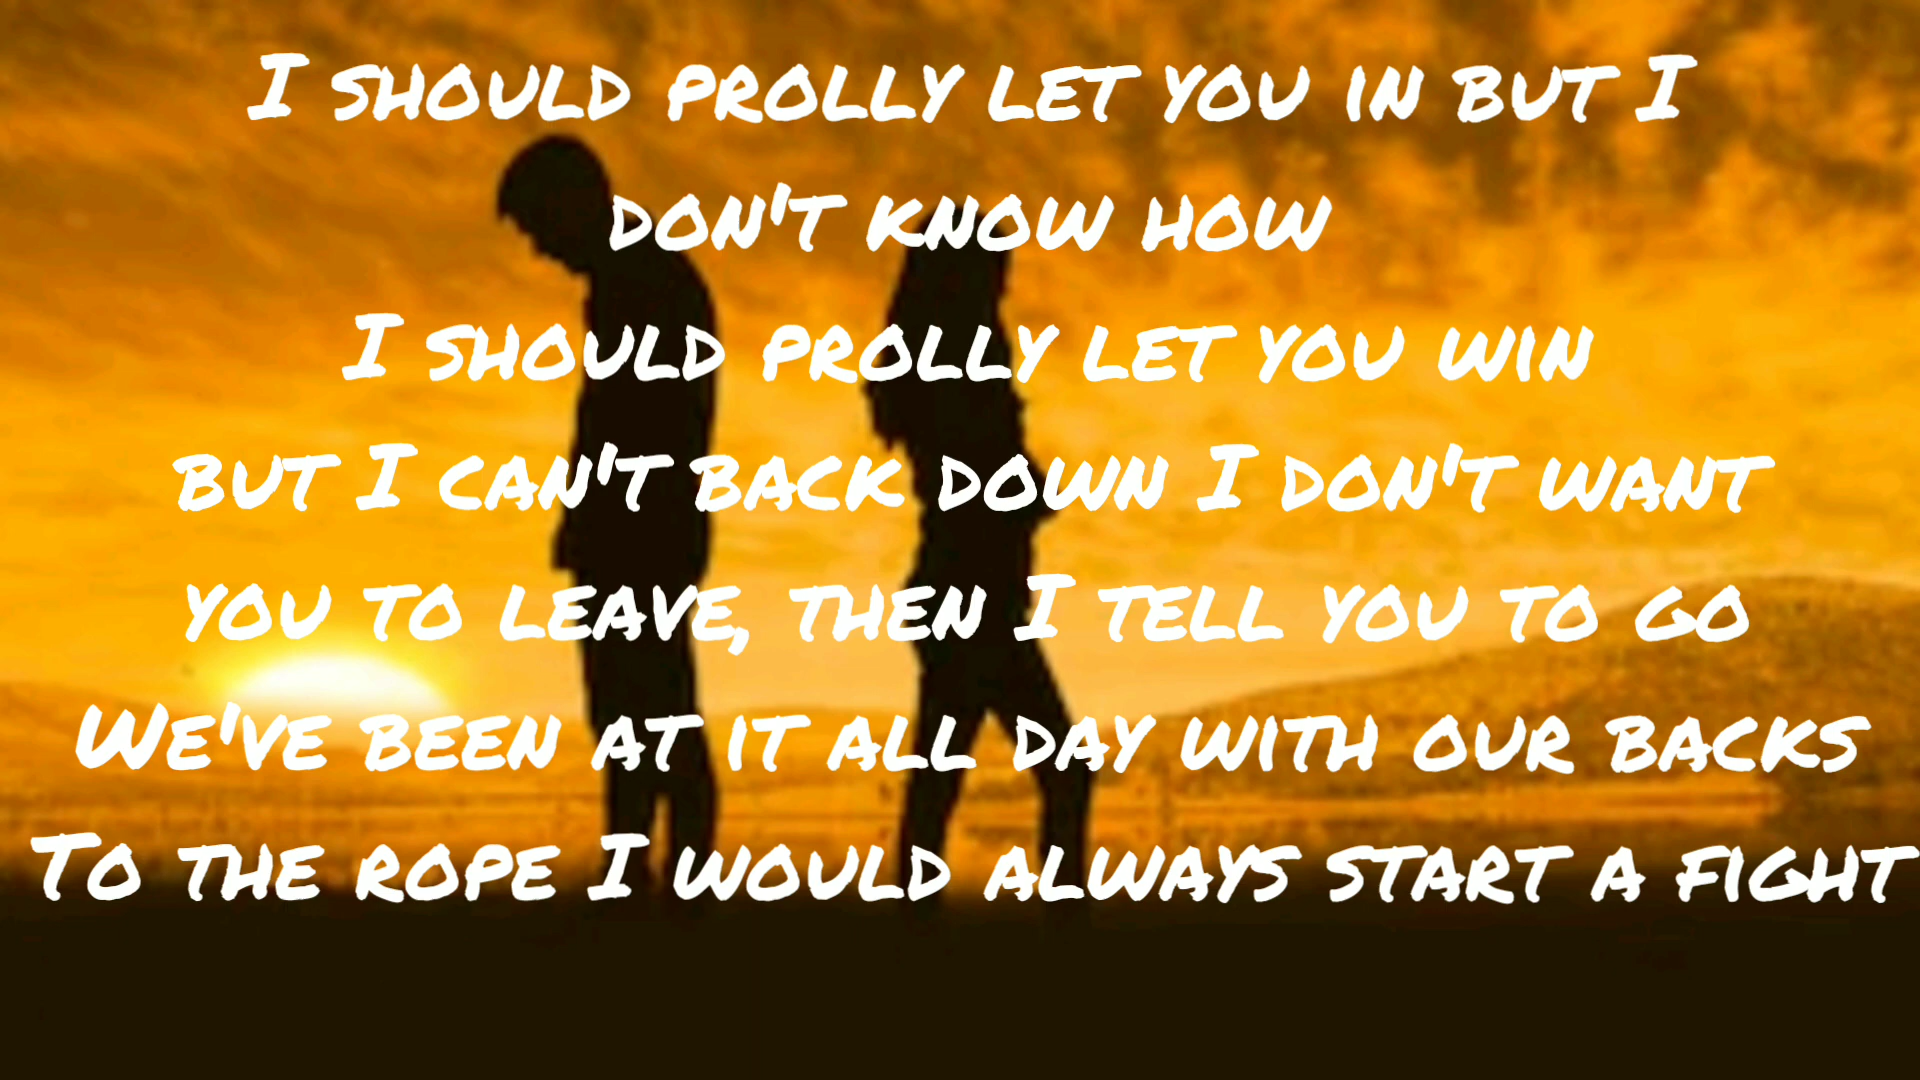 I should prolly let you in but I
don't know how
I should prolly let you win
but I can't back down I don't want
you to leave, then I tell you to go
We've been at it all day with our backs
To the rope I would always start a fight